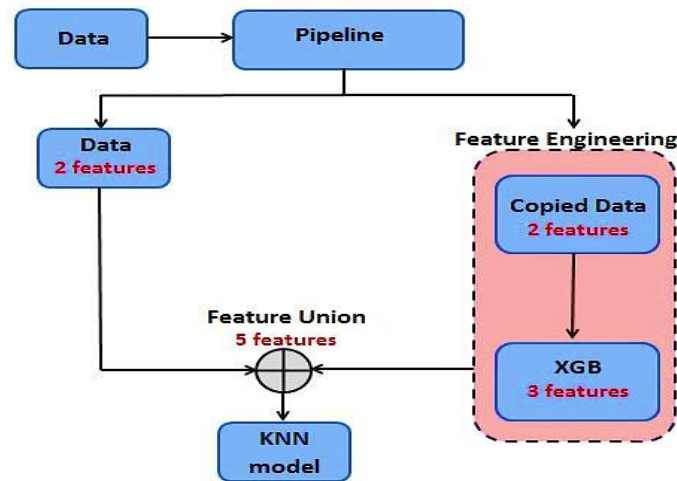 Data
Pipeline
Data
2 features
Feature Engineering
Copied Data
2 features
Feature Union
5 features
XGB
3 features
KNN
model